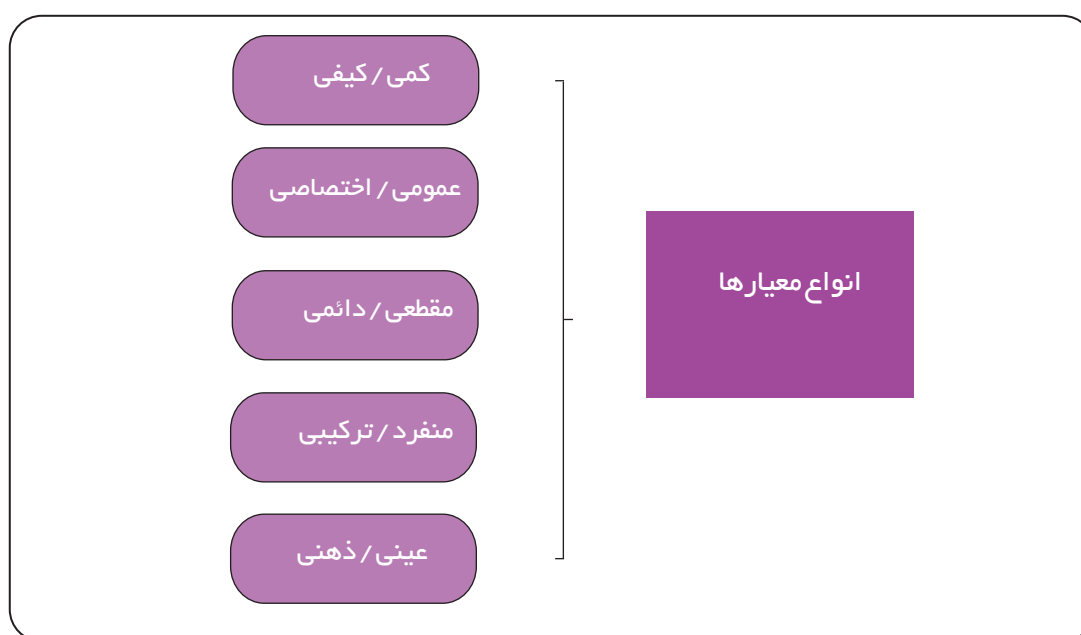 انواع معیارها
کمی / کیفی
عمومی / اختصاصی
مقطعی / دائمی
منفرد / ترکیبی
عینی / ذهنی